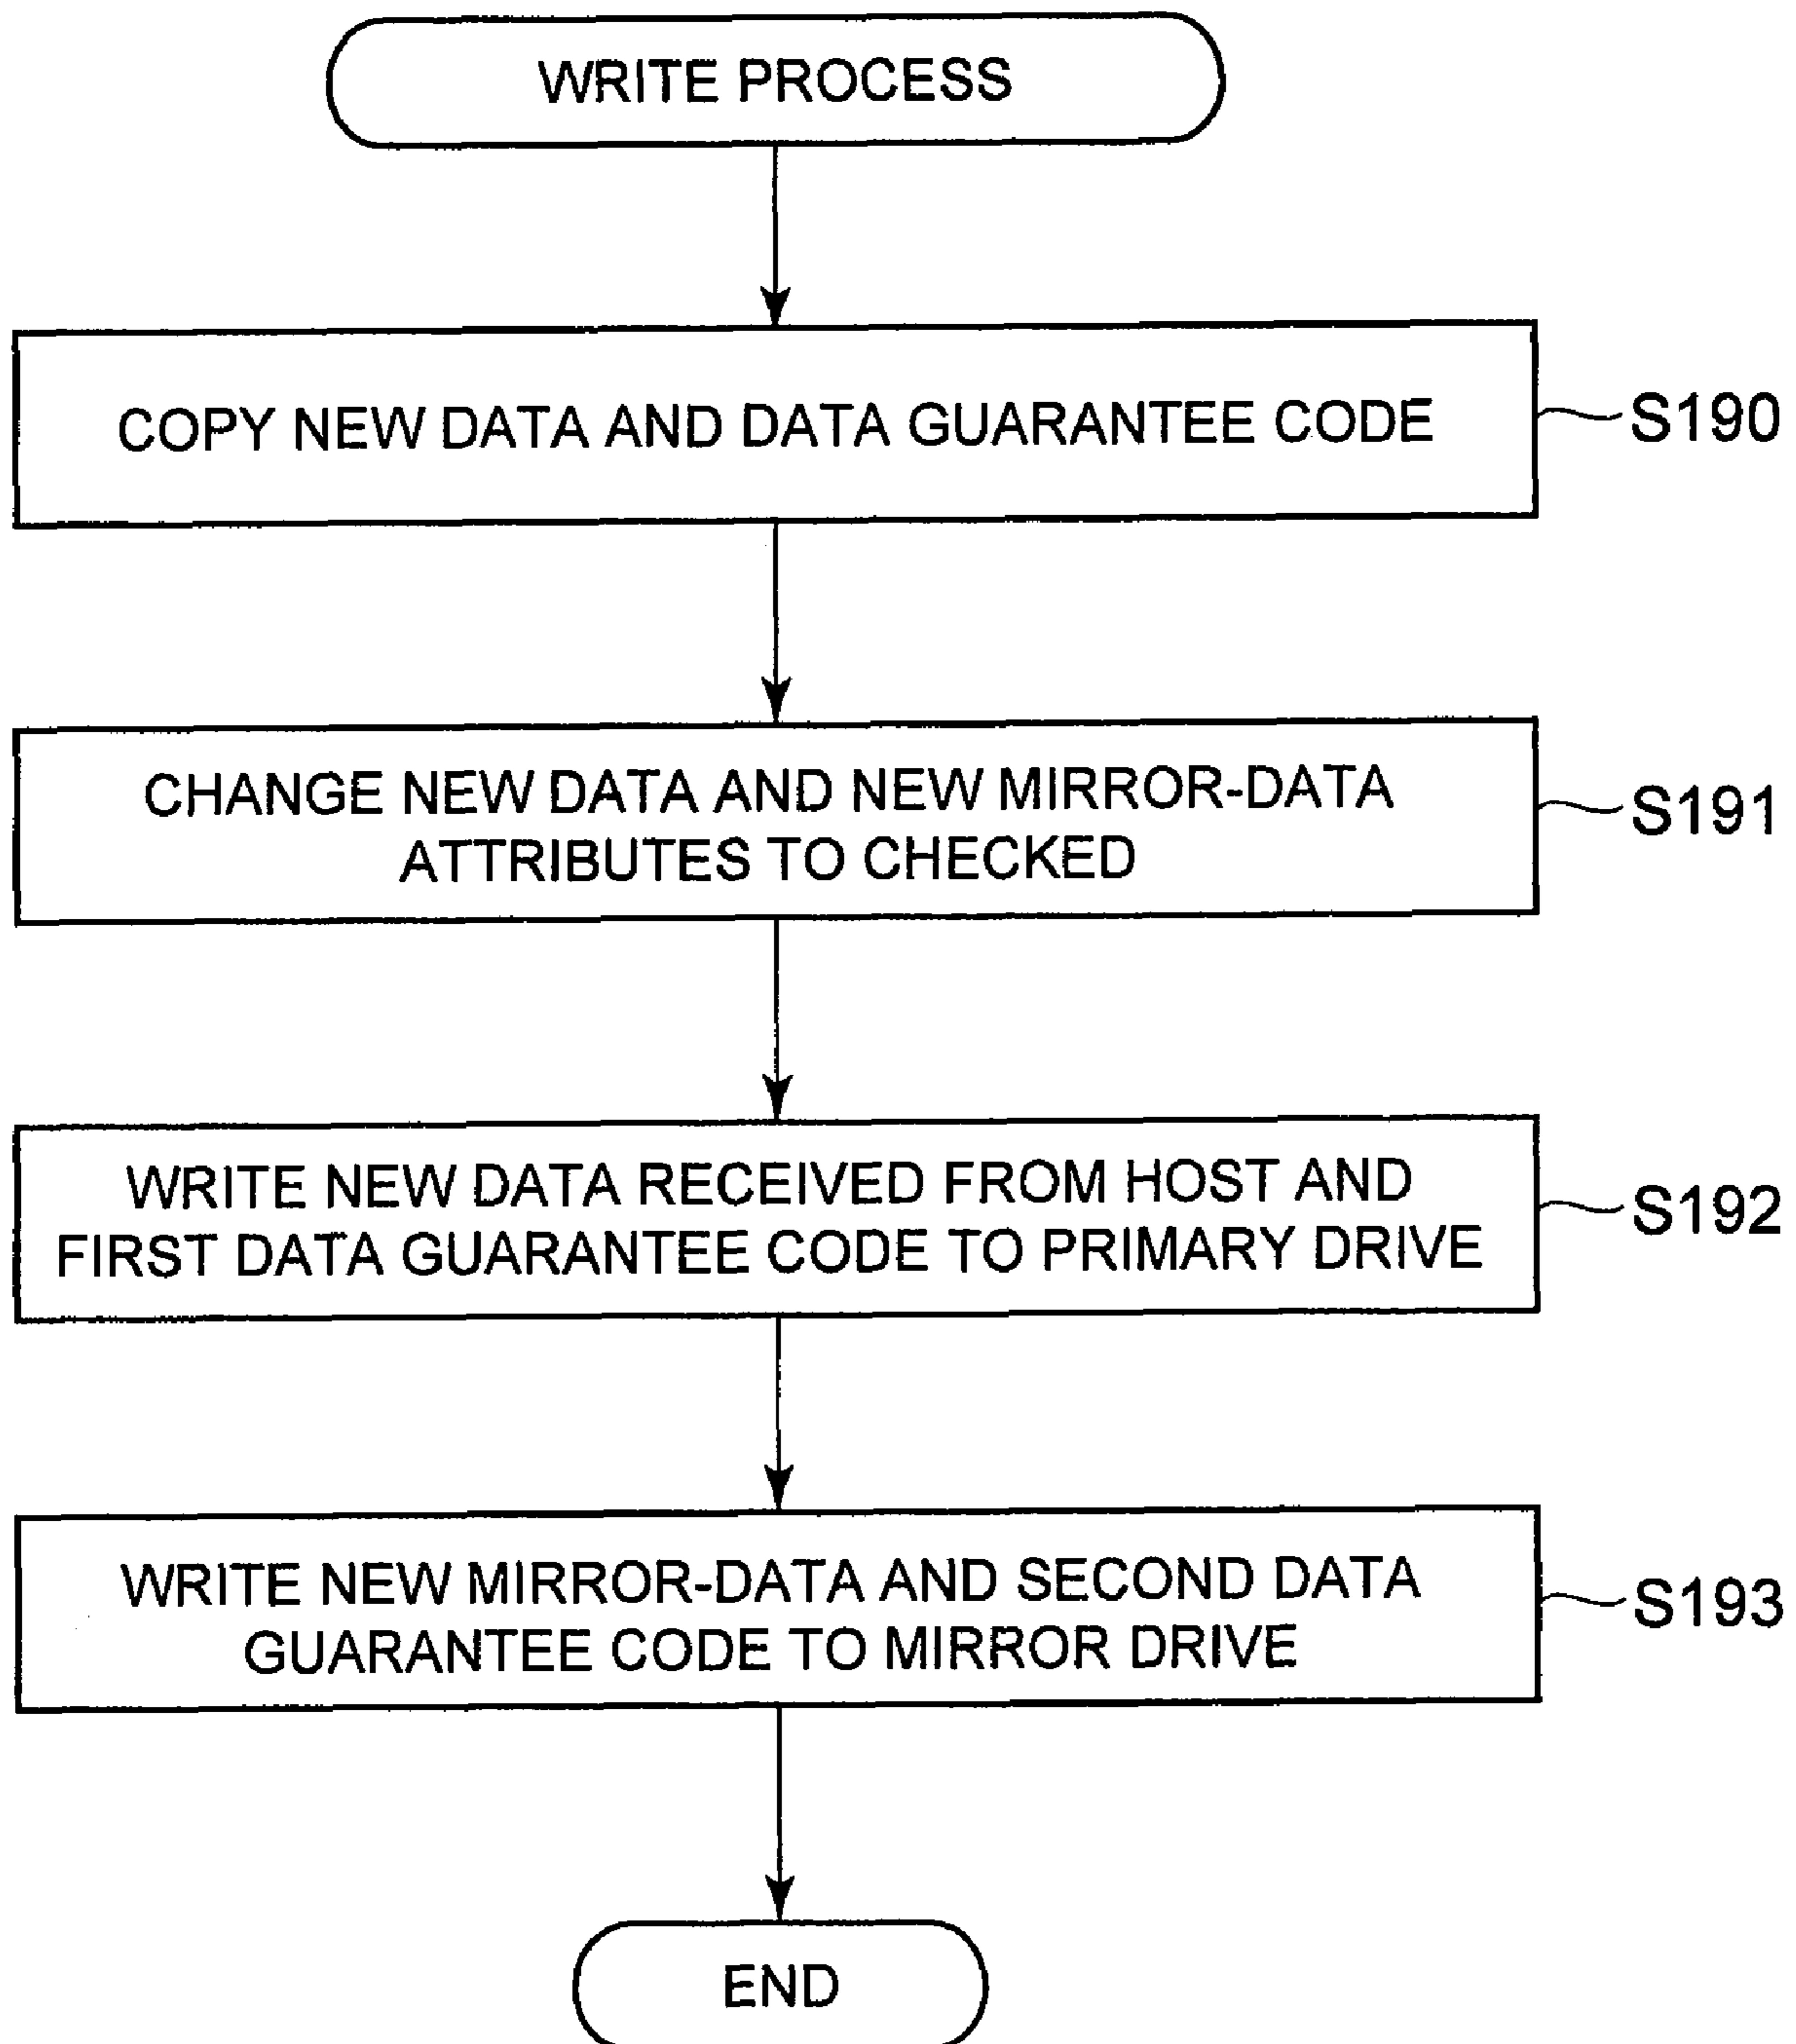 WRITE PROCESS
COPY NEW DATA AND DATA GUARANTEE CODE
S190
CHANGE NEW DATA AND NEW MIRROR-DATA
ATTRIBUTES TO CHECKED
S191
WRITE NEW DATA RECEIVED FROM HOST AND
FIRST DATA GUARANTEE CODE TO PRIMARY DRIVE
S192
WRITE NEW MIRROR-DATA AND SECOND DATA
GUARANTEE CODE TO MIRROR DRIVE
S193
END